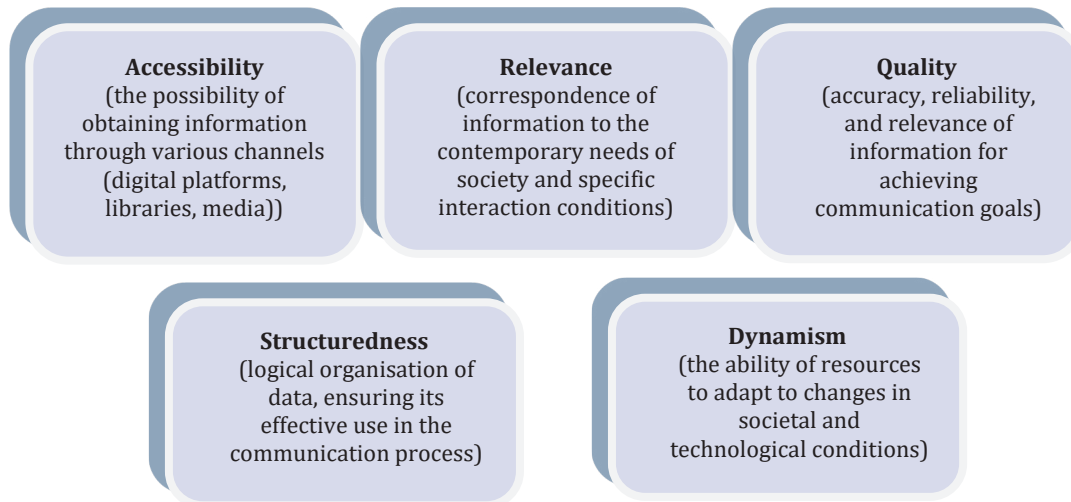 Accessibility
(the possibility of
obtaining information
through various channels
(digital platforms,
libraries, media))
Relevance
(correspondence of
information to the
contemporary needs of
society and specific
interaction conditions)
Quality
(accuracy, reliability,
and relevance of
information for
achieving
communication goals)
Structuredness
(logical organisation of
data, ensuring its
effective use in the
communication process)
Dynamism
(the ability of resources
to adapt to changes in
societal and
technological conditions)